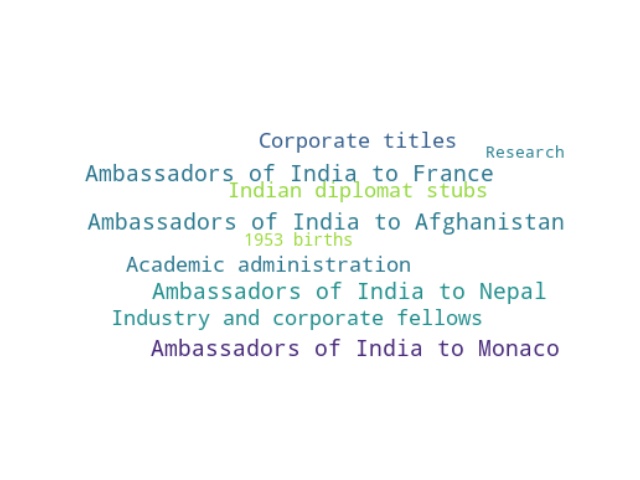 Corporate titles
Research
Ambassadors of India to France
Indian diplomat stubs
Ambassadors of India to Afghanistan
1953 births
Academic administration
Ambassadors of India to Nepal
Industry and corporate fellows
Ambassadors of India to Monaco